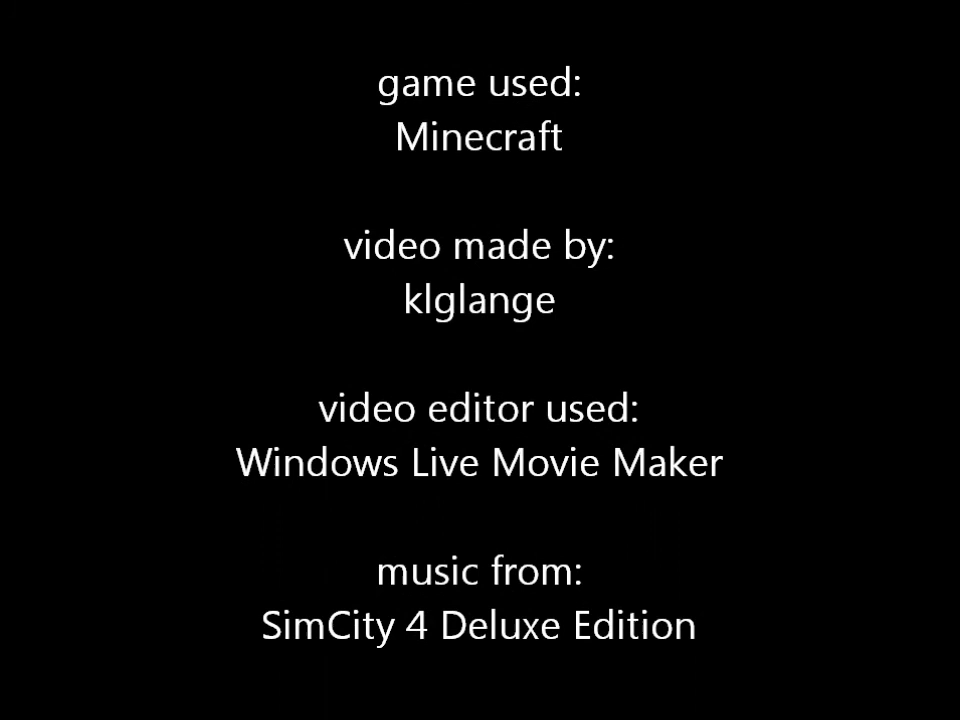 game used:
Minecraft
video made by:
klglange
video editor used:
Windows Live Movie Maker
music from:
SimCity 4 Deluxe Edition